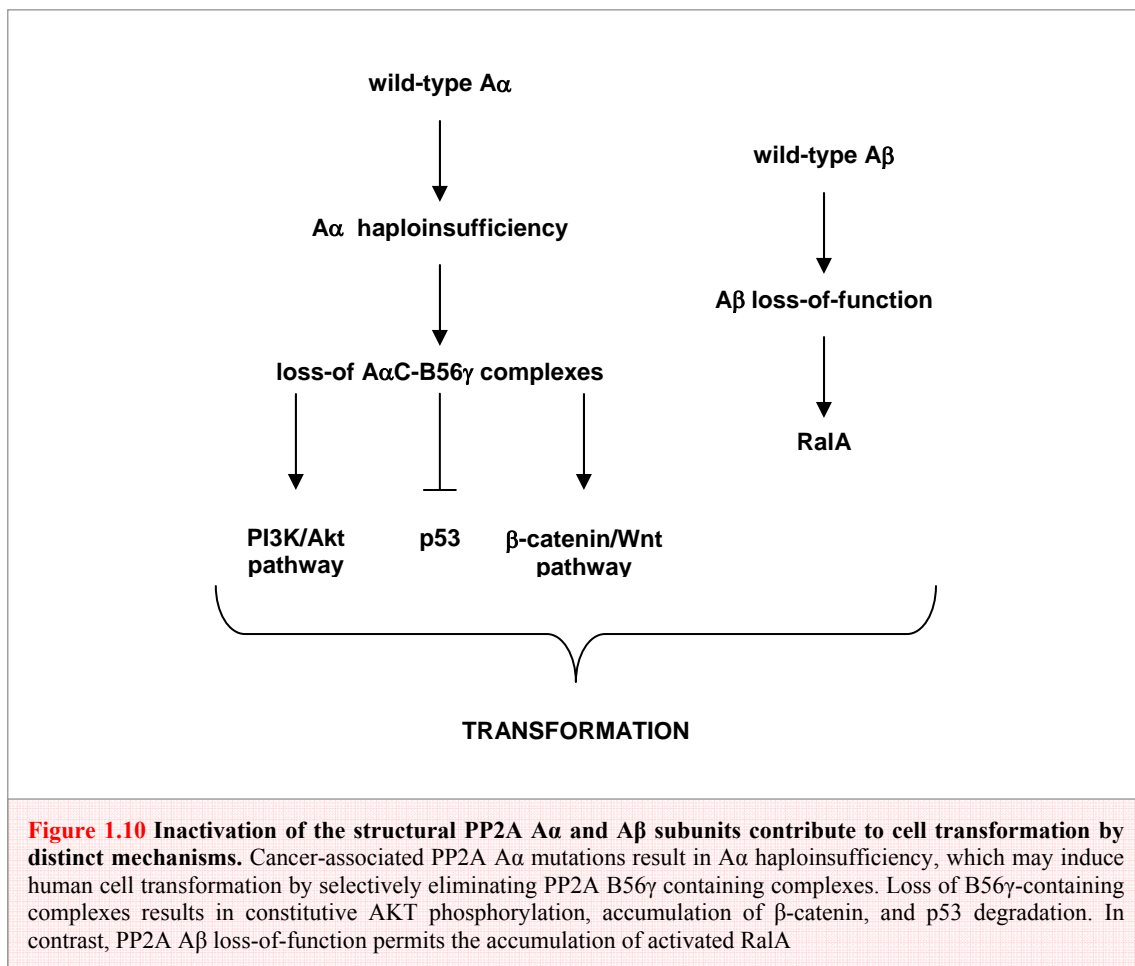 wild-type Aα
wild-type Aβ
Aα haploinsufficiency
Aβ loss-of-function
loss-of AαC-B56γ complexes
RalA
PI3K/Akt
pathway
p53
β-catenin/Wnt
pathway
TRANSFORMATION
Figure 1.10 Inactivation of the structural PP2A Aα and Aβ subunits contribute to cell transformation by
distinct mechanisms. Cancer-associated PP2A Aα mutations result in Aα haploinsufficiency, which may induce
human cell transformation by selectively eliminating PP2A B56γ containing complexes. Loss of B56γ-containing
complexes results in constitutive AKT phosphorylation, accumulation of β-catenin, and p53 degradation. In
contrast, PP2A Aβ loss-of-function permits the accumulation of activated RalA